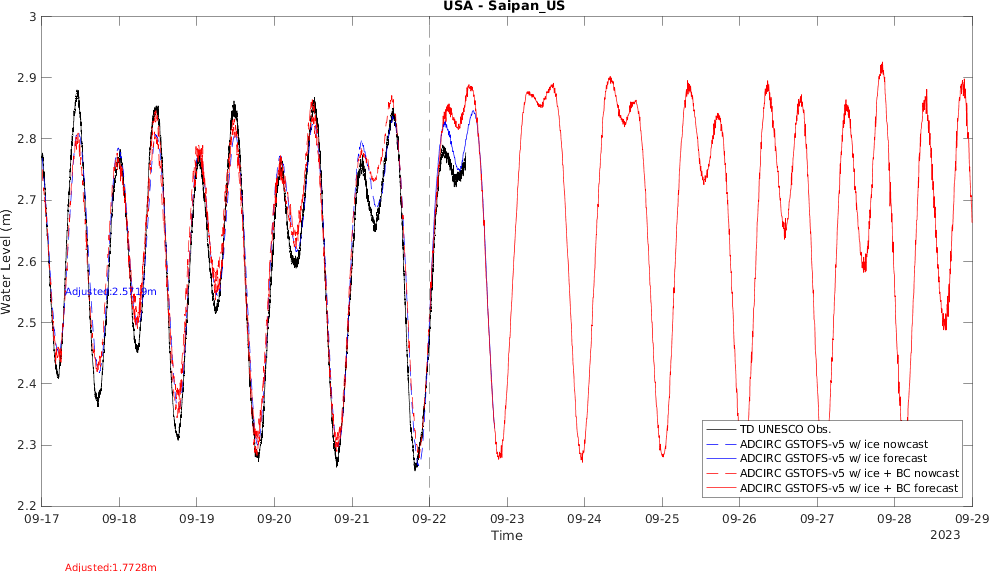 USA - Saipan_US
3
2.9
2.8
2.7
2.6
2.5
2.4
2.3
2.2
Water Level (m)
Adjusted:2.5719m
TD UNESCO Obs.
ADCIRC GSTOFS-v5 w/ ice nowcast
ADCIRC GSTOFS-v5 w/ ice forecast
ADCIRC GSTOFS-v5 w/ ice + BC nowcast
ADCIRC GSTOFS-v5 w/ ice + BC forecast
09-17 09-18 09-19 09-20 09-21 09-22 09-23 09-24 09-25 09-26 09-27 09-28 09-29
Time
2023
Adjusted:1.7728m